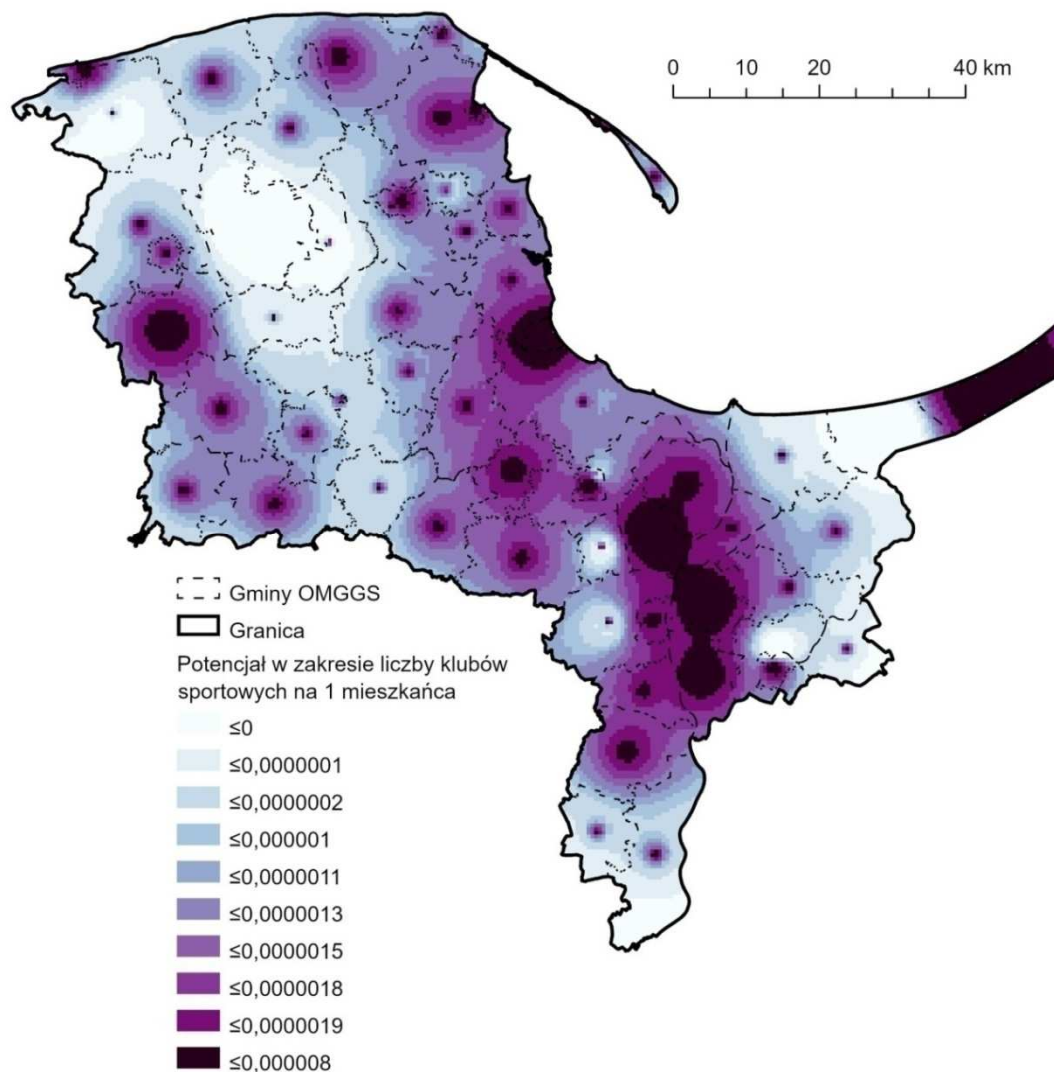 0 10 20 40 km
Gminy OMGGS
Granica
Potencjał w zakresie liczby klubów
sportowych na 1 mieszkańca
≤0
≤0,0000001
≤0,0000002
≤0,000001
≤0,0000011
≤0,0000013
≤0,0000015
≤0,0000018
≤0,0000019
≤0,000008